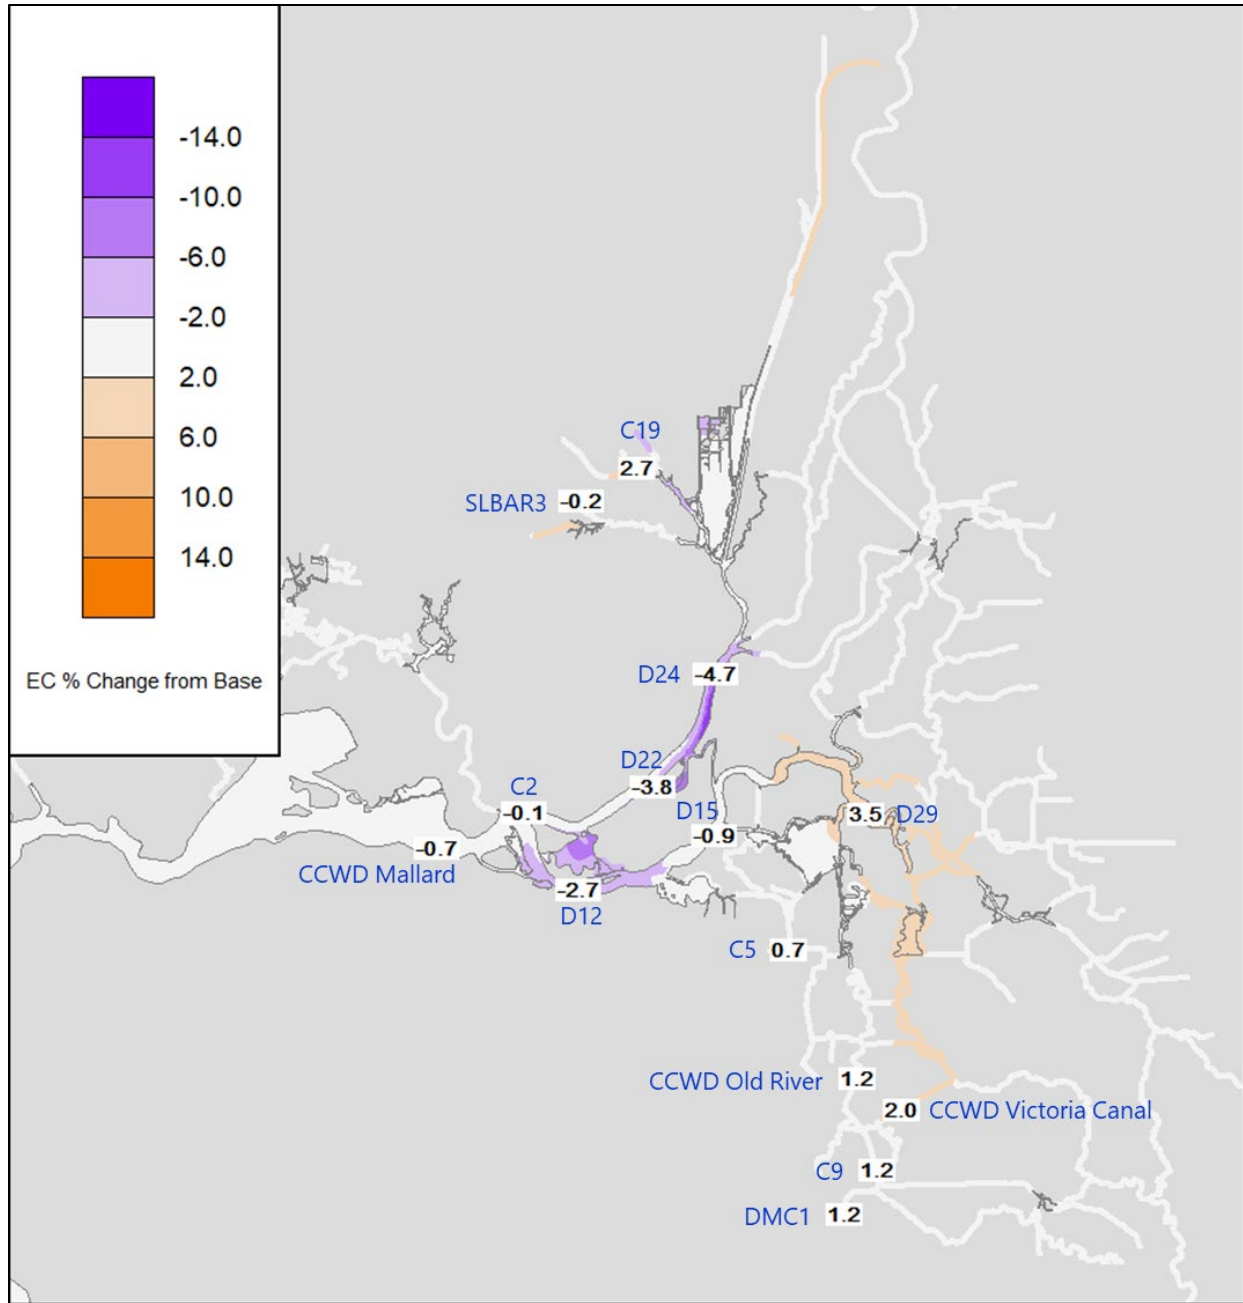 -14.0
-10.0
-6.0
-2.0
2.0
6.0
10.0
14.0
EC % Change from Base
C19
2.7
SLBAR3 -0.2
D24 -4.7
D22
-3.8
C2
-0.1
D15
-0.9
3.5 D29
-0.7
CCWD Mallard
-2.7
D12
C5 0.7
CCWD Old River 1.2
2.0 CCWD Victoria Canal
C9 1.2
DMC1 1.2